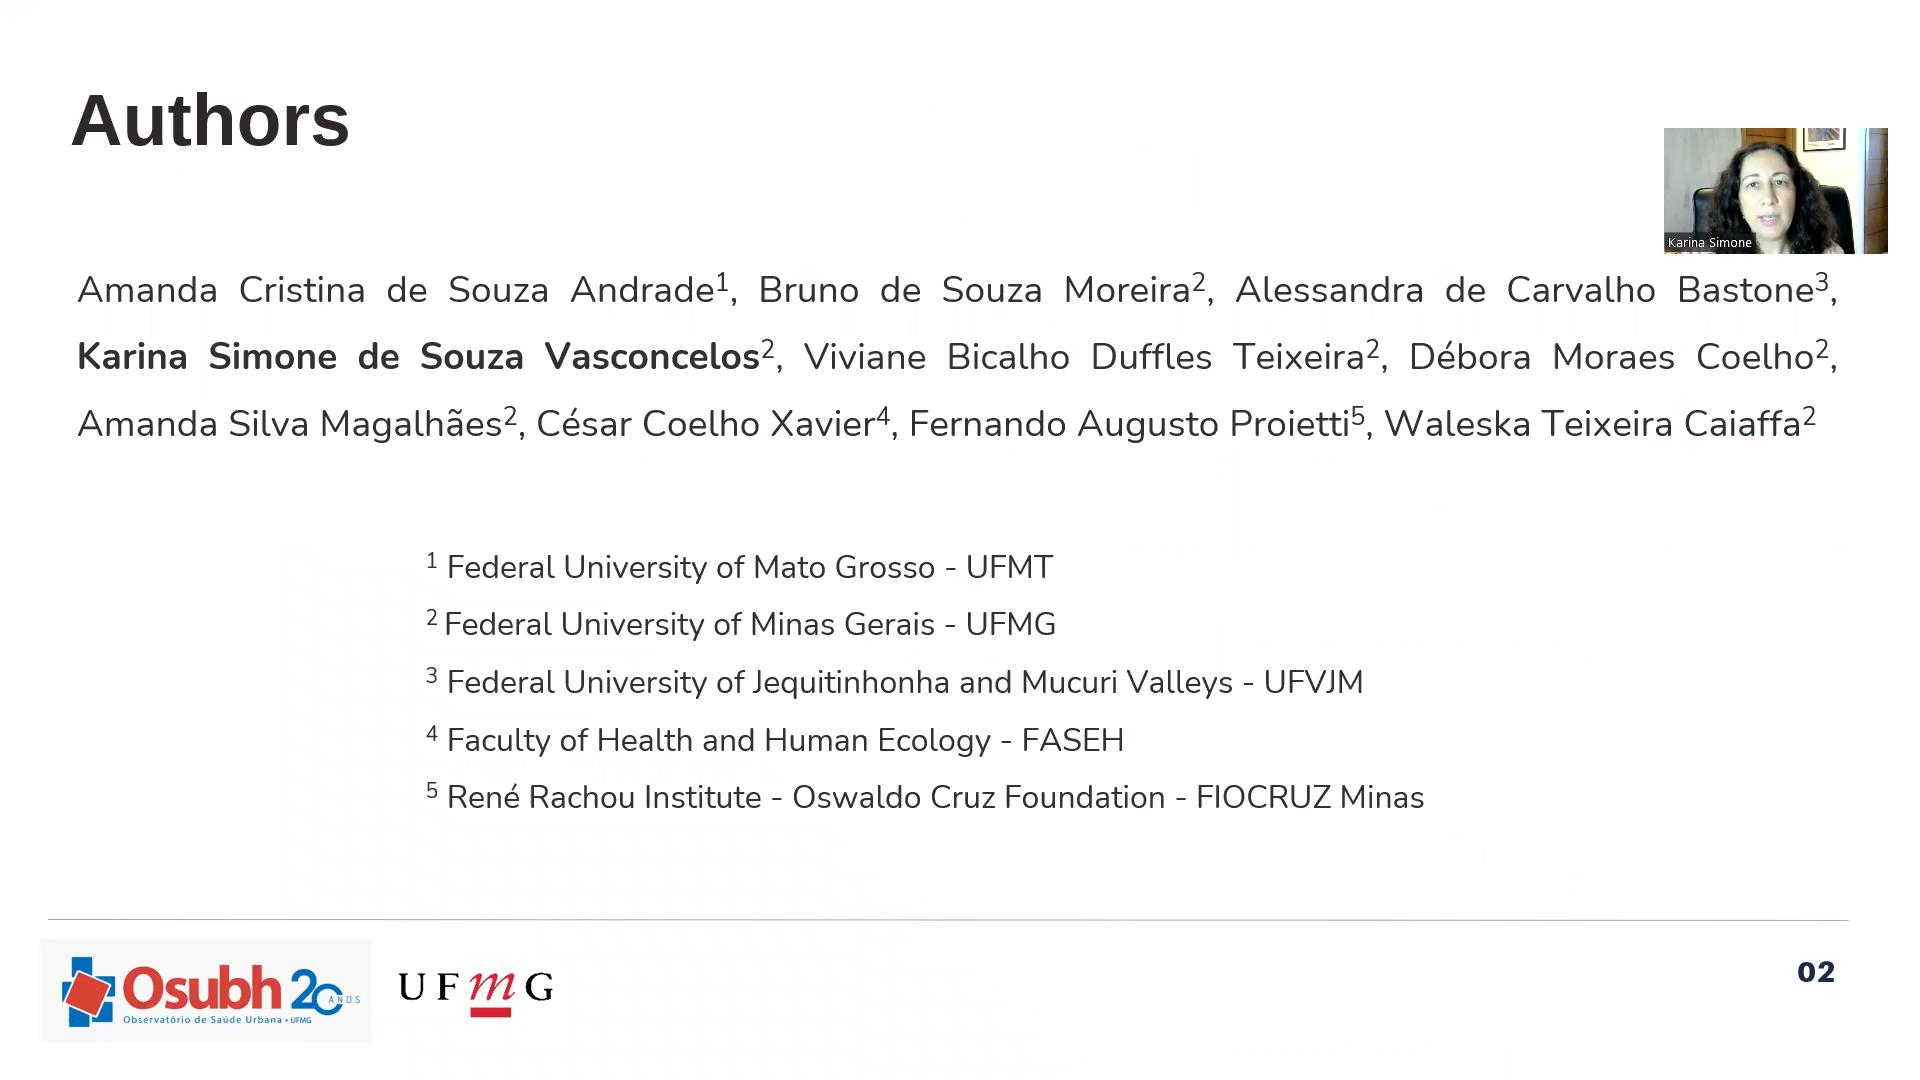 Authors
Karina Simone
Amanda Cristina de Souza Andrade¹, Bruno de Souza Moreira², Alessandra de Carvalho Bastone³,
Karina Simone de Souza Vasconcelos², Viviane Bicalho Duffles Teixeira², Débora Moraes Coelho²,
Amanda Silva Magalhães², César Coelho Xavier⁴, Fernando Augusto Proietti⁵, Waleska Teixeira Caiaffa²
¹ Federal University of Mato Grosso - UFMT
² Federal University of Minas Gerais - UFMG
³ Federal University of Jequitinhonha and Mucuri Valleys - UFVJM
⁴ Faculty of Health and Human Ecology - FASEH
⁵ René Rachou Institute - Oswaldo Cruz Foundation - FIOCRUZ Minas
Osubh 20 ANOS
Observatório de Saúde Urbana • UFMG
UFmG
02